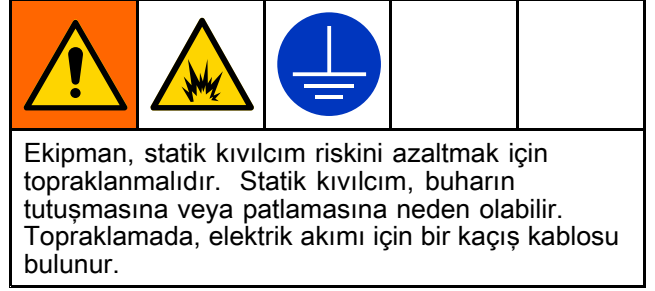 Ekipman, statik kıvılcım riskini azaltmak için
topraklanmalıdır. Statik kıvılcım, buharın
tutuşmasına veya patlamasına neden olabilir.
Topraklamada, elektrik akımı için bir kaçış kablosu
bulunur.